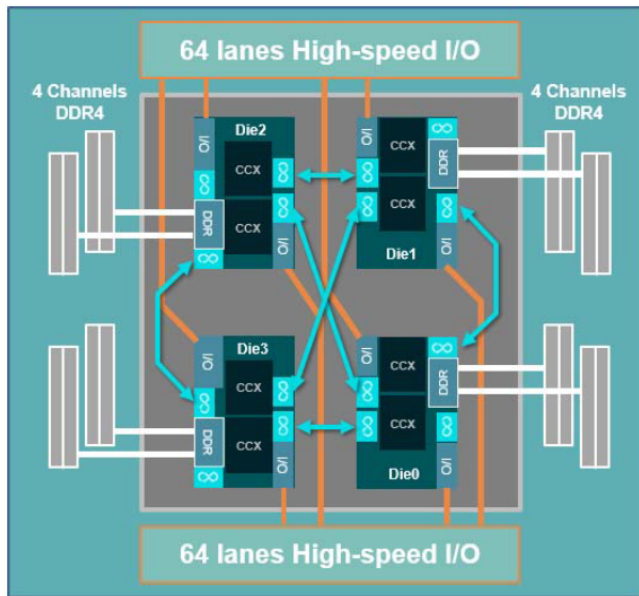 64 lanes High-speed I/O
4 Channels
DDR4
4 Channels
DDR4
I/O
Die2
CCX
∞
∞
CCX
∞
DDR
I/O
∞
I/O
∞
CCX
∞
DDR
CCX
∞
∞
Die1
I/O
I/O
Die3
CCX
∞
∞
CCX
∞
DDR
I/O
∞
I/O
∞
CCX
∞
DDR
CCX
∞
∞
Die0
I/O
64 lanes High-speed I/O